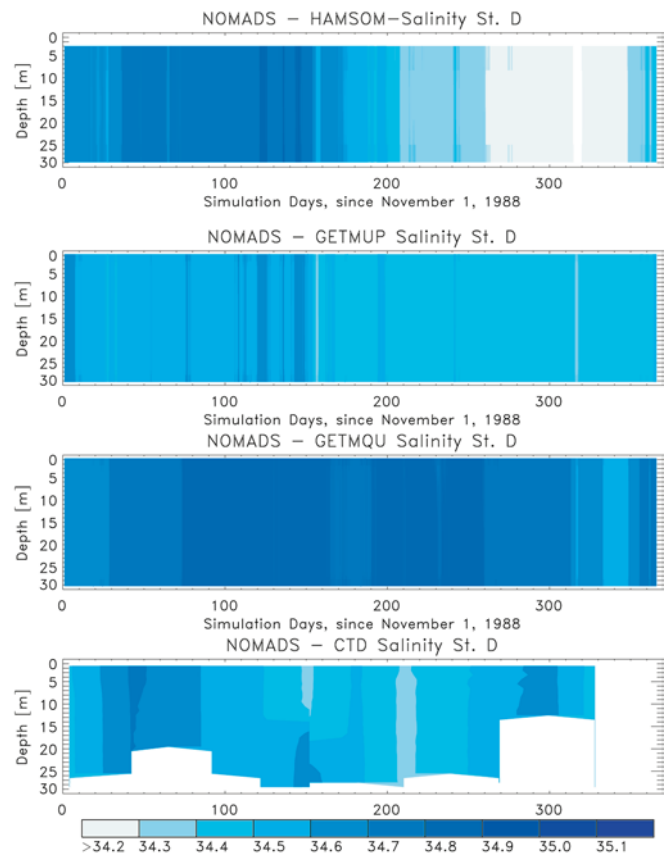 NOMADS – HAMSOM–Salinity St. D
Depth [m]
0
5
10
15
20
25
30
0 100 200 300
Simulation Days, since November 1, 1988
NOMADS – GETMUP Salinity St. D
Depth [m]
0
5
10
15
20
25
30
0 100 200 300
Simulation Days, since November 1, 1988
NOMADS – GETMQU Salinity St. D
Depth [m]
0
5
10
15
20
25
30
0 100 200 300
Simulation Days, since November 1, 1988
NOMADS – CTD Salinity St. D
Depth [m]
0
5
10
15
20
25
30
0 100 200 300
>34.2 34.3 34.4 34.5 34.6 34.7 34.8 34.9 35.0 35.1